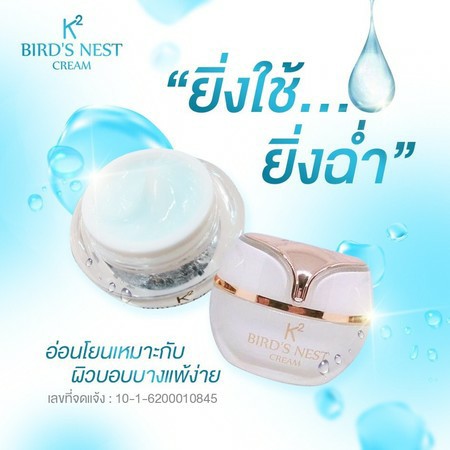 K²
BIRD'S NEST
CREAM
"ยิ่งใช้...
ยิ่งฉ่ำ"
K²
K²
BIRD'S NEST
CREAM
อ่อนโยนเหมาะกับ
ผิวบอบบางแพ้ง่าย
เลขที่จดแจ้ง : 10-1-6200010845